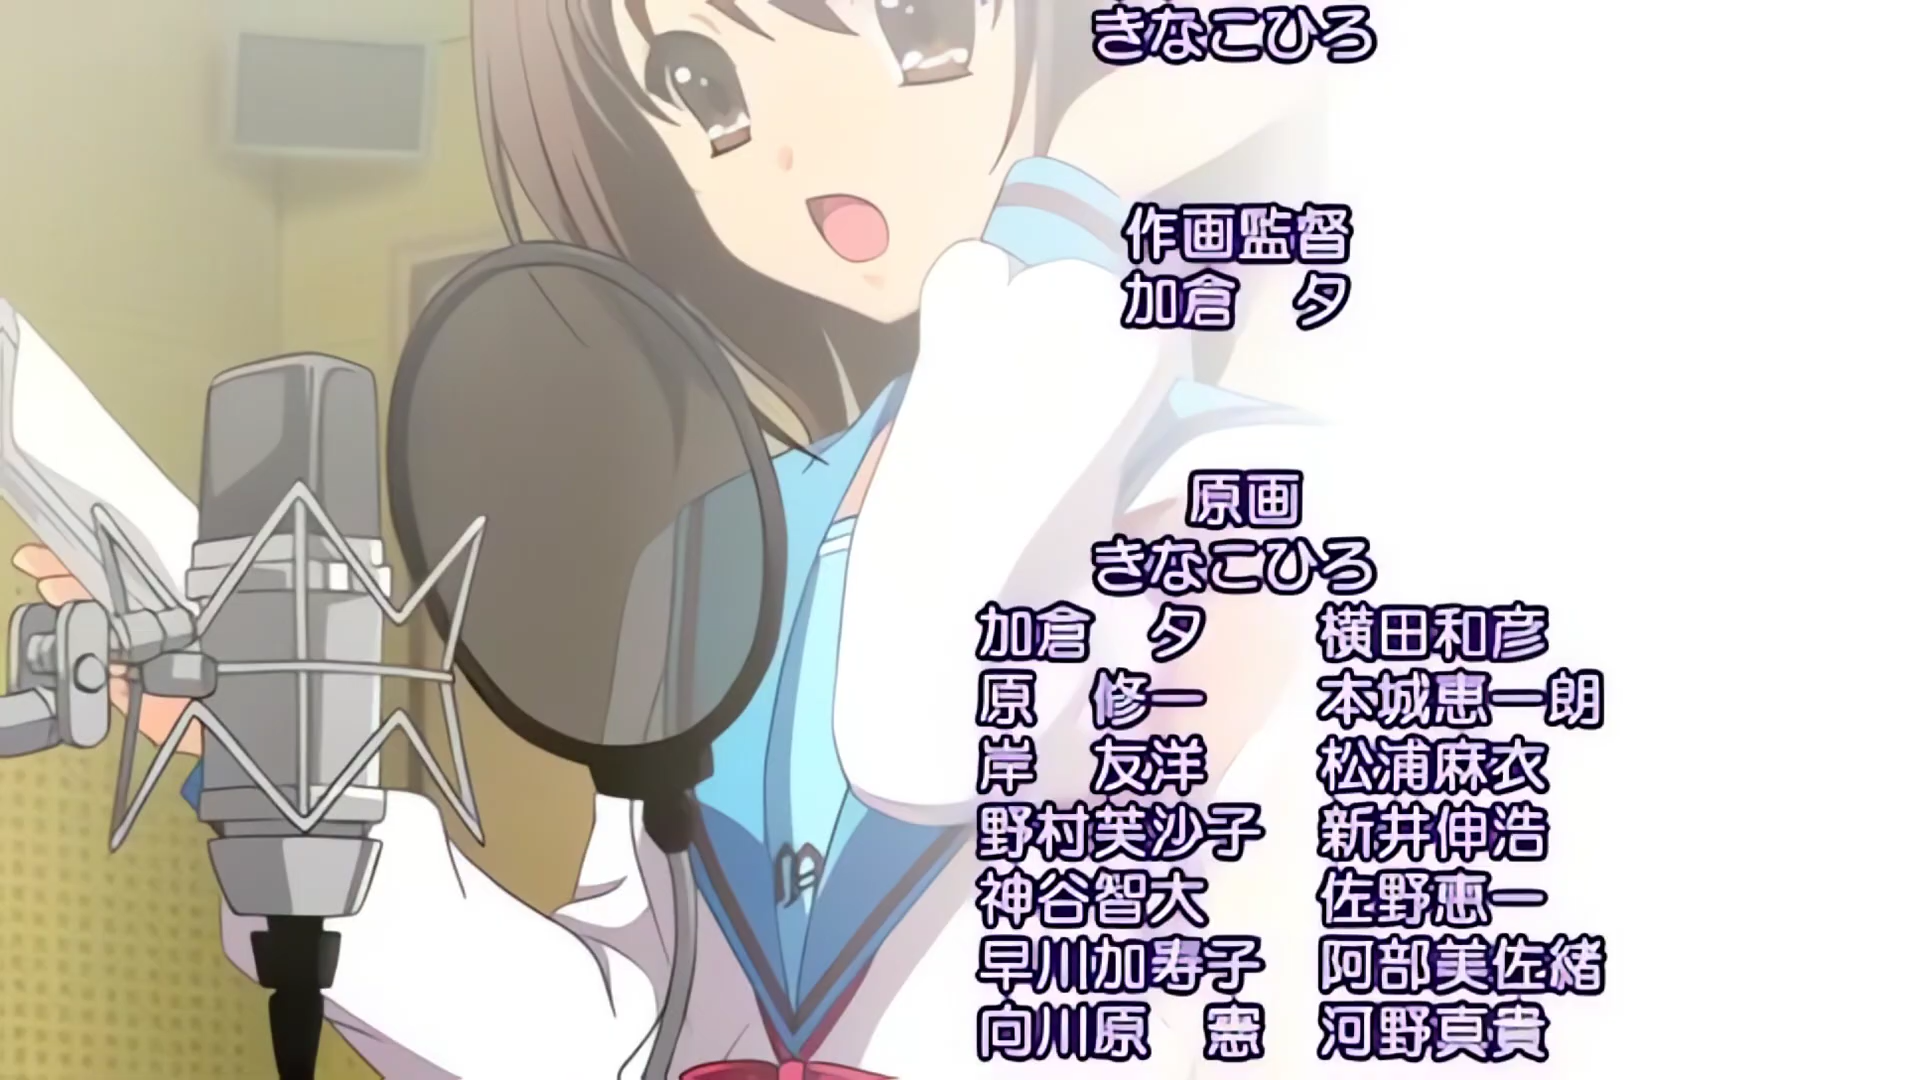 きなこひろ
作画監督
加倉　夕
原画
きなこひろ
加倉　夕　　横田和彦
原　修一　　本城恵一朗
岸　友洋　　松浦麻衣
野村芙沙子　新井伸浩
神谷智大　　佐野恵一
早川加寿子　阿部美佐緒
向川原　憲　河野真貴